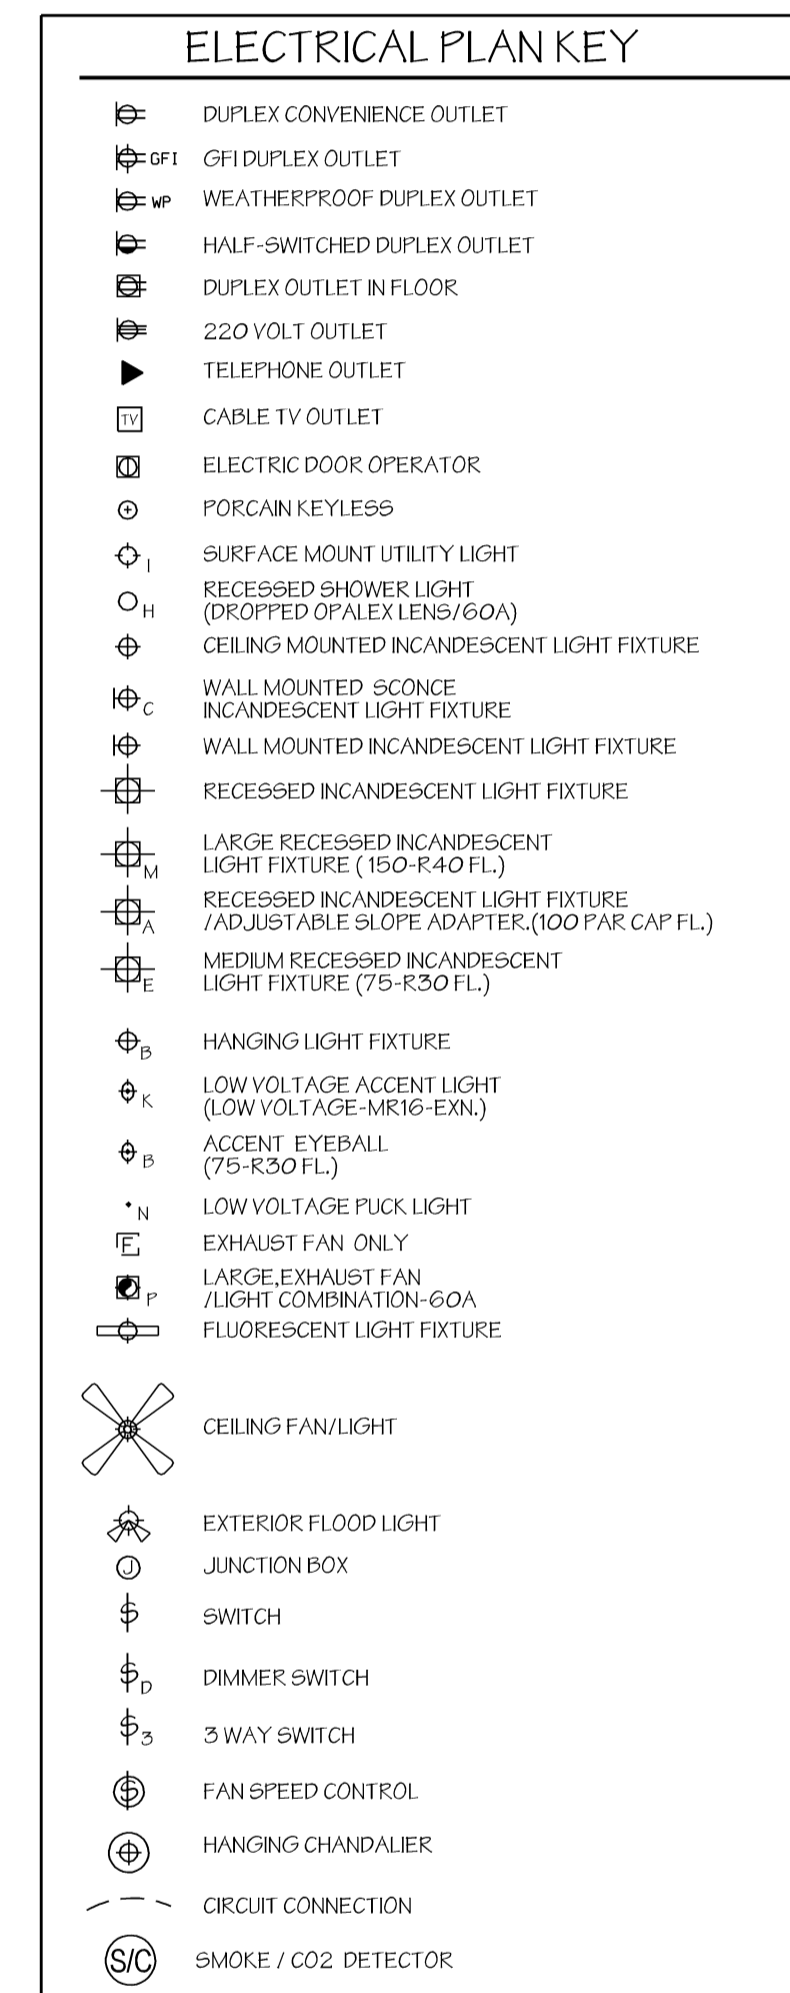 ELECTRICAL PLAN KEY
DUPLEX CONVENIENCE OUTLET
GFI GFI DUPLEX OUTLET
WP WEATHERPROOF DUPLEX OUTLET
HALF-SWITCHED DUPLEX OUTLET
DUPLEX OUTLET IN FLOOR
220 VOLT OUTLET
TELEPHONE OUTLET
TV CABLE TV OUTLET
ELECTRIC DOOR OPERATOR
PORCAIN KEYLESS
I SURFACE MOUNT UTILITY LIGHT
H RECESSED SHOWER LIGHT
(DROPPED OPALEX LENS/60A)
CEILING MOUNTED INCANDESCENT LIGHT FIXTURE
C WALL MOUNTED SCONCE
INCANDESCENT LIGHT FIXTURE
WALL MOUNTED INCANDESCENT LIGHT FIXTURE
RECESSED INCANDESCENT LIGHT FIXTURE
M LARGE RECESSED INCANDESCENT
LIGHT FIXTURE ( 150-R40 FL.)
A RECESSED INCANDESCENT LIGHT FIXTURE
/ADJUSTABLE SLOPE ADAPTER.(100 PAR CAP FL.)
E MEDIUM RECESSED INCANDESCENT
LIGHT FIXTURE (75-R30 FL.)
B HANGING LIGHT FIXTURE
K LOW VOLTAGE ACCENT LIGHT
(LOW VOLTAGE-MR16-EXN.)
B ACCENT EYEBALL
(75-R30 FL.)
N LOW VOLTAGE PUCK LIGHT
F EXHAUST FAN ONLY
P LARGE,EXHAUST FAN
/LIGHT COMBINATION-60A
FLUORESCENT LIGHT FIXTURE
CEILING FAN/LIGHT
EXTERIOR FLOOD LIGHT
J JUNCTION BOX
$ SWITCH
$ D DIMMER SWITCH
$ 3 3 WAY SWITCH
$ FAN SPEED CONTROL
HANGING CHANDALIER
CIRCUIT CONNECTION
S/C SMOKE / CO2 DETECTOR